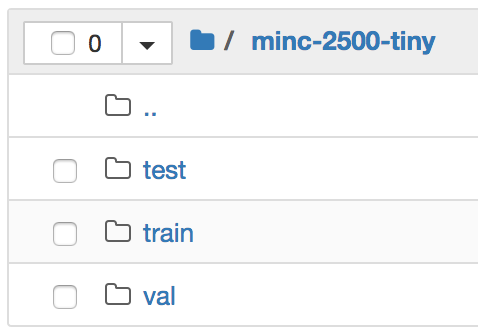 0 / minc-2500-tiny
..
test
train
val